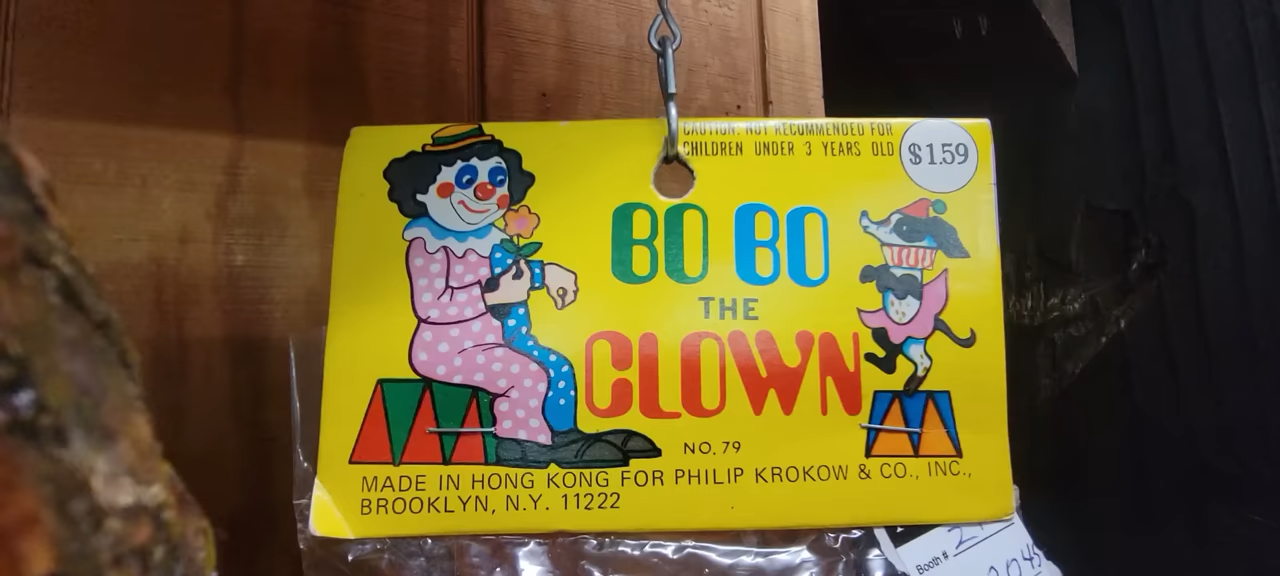 CAUTION: NOT RECOMMENDED FOR
CHILDREN UNDER 3 YEARS OLD
$1.59
BO BO
THE
CLOWN
NO. 79
MADE IN HONG KONG FOR PHILIP KROKOW & CO., INC.,
BROOKLYN, N.Y. 11222
Booth #